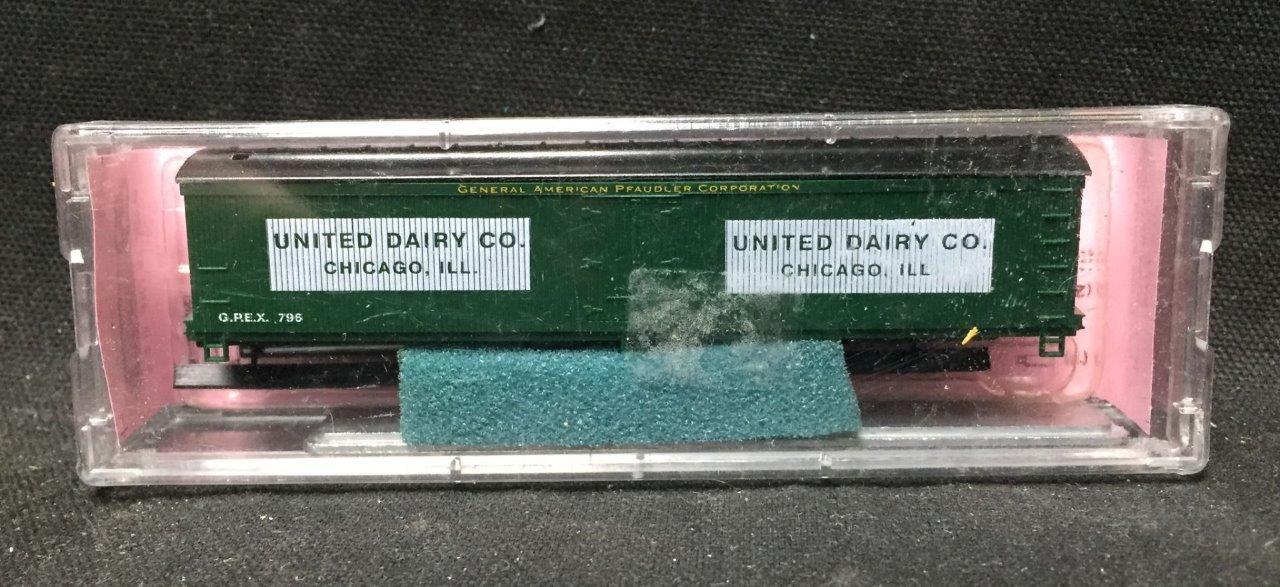 GENERAL AMERICAN PFAUDLER CORPORATION
UNITED DAIRY CO.
CHICAGO, ILL.
UNITED DAIRY CO.
CHICAGO, ILL
G.P.E.X. 796